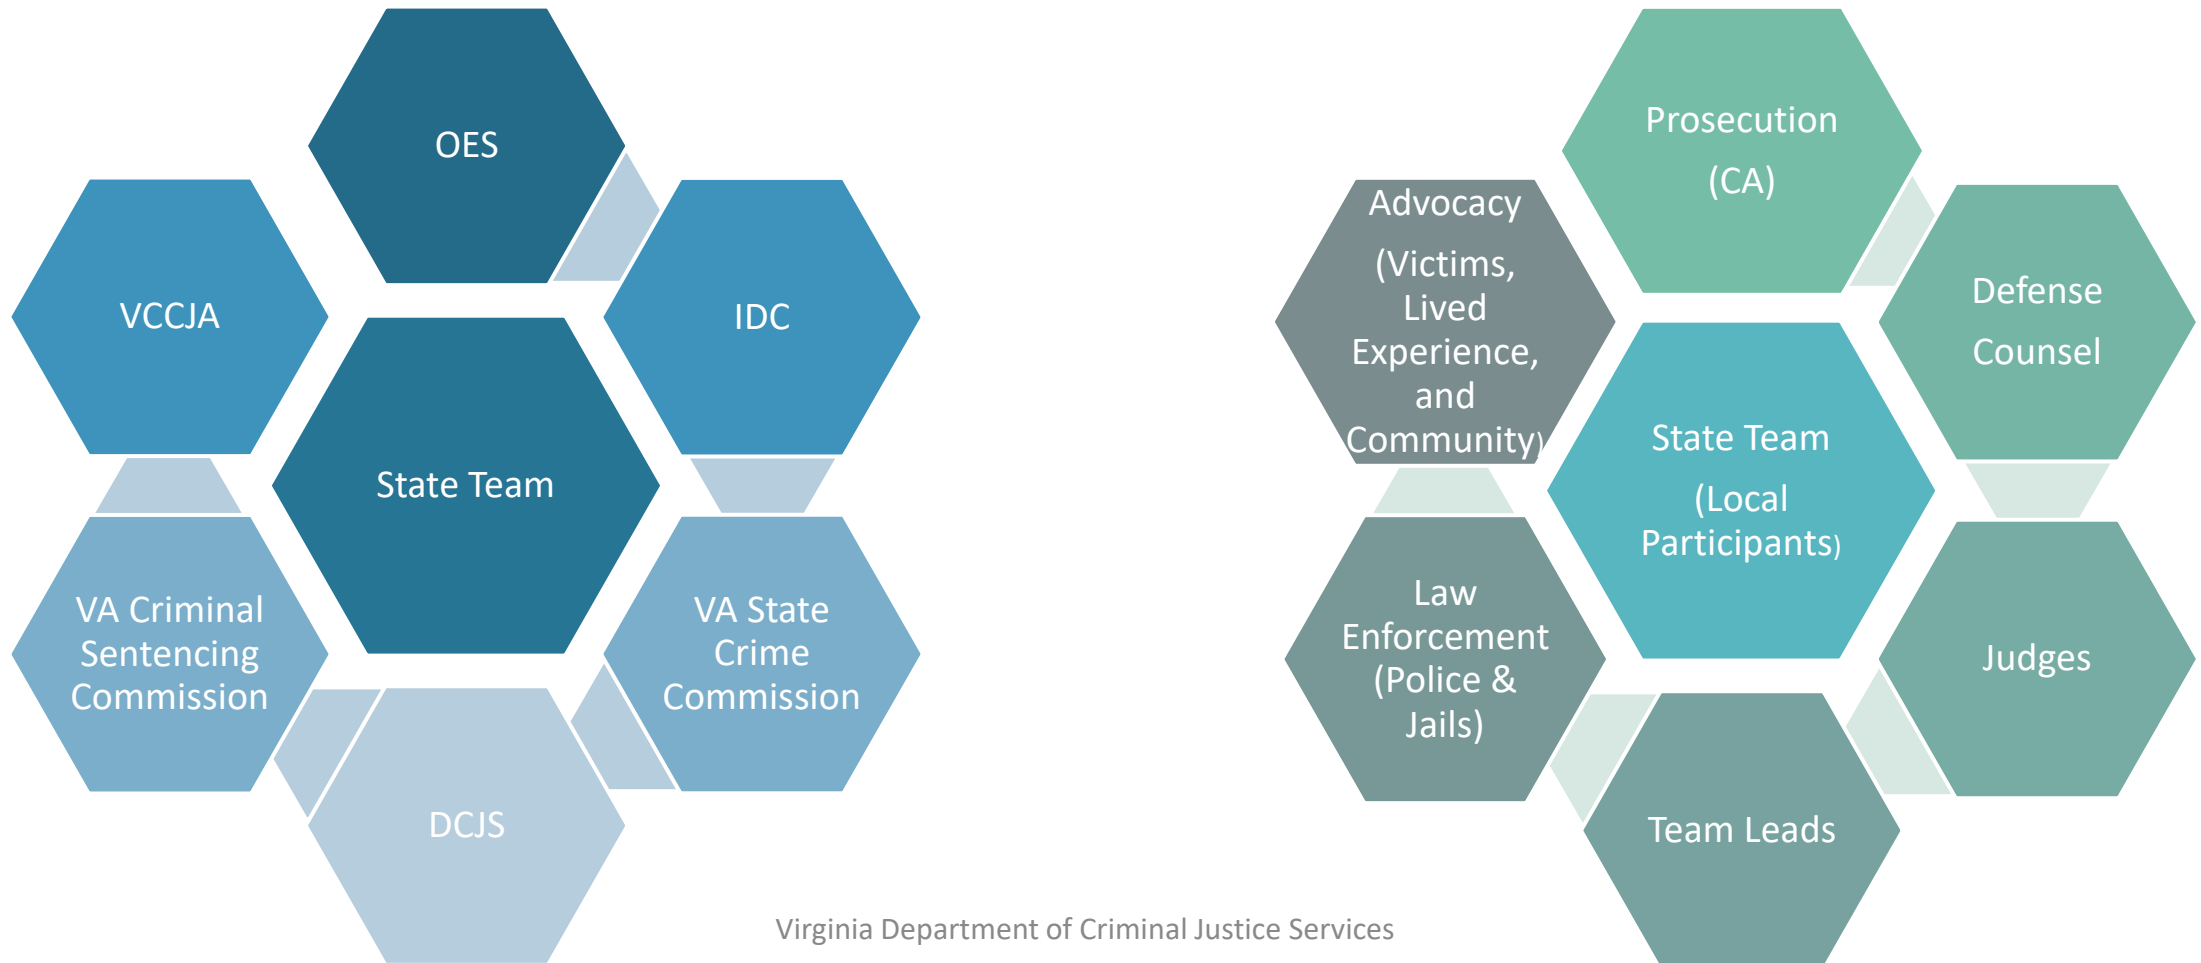 OES
VCCJA
IDC
State Team
VA Criminal
Sentencing
Commission
VA State
Crime
Commission
DCJS
Prosecution
(CA)
Advocacy
(Victims,
Lived
Experience,
and
Community)
Defense
Counsel
State Team
(Local
Participants)
Law
Enforcement
(Police &
Jails)
Judges
Team Leads
Virginia Department of Criminal Justice Services